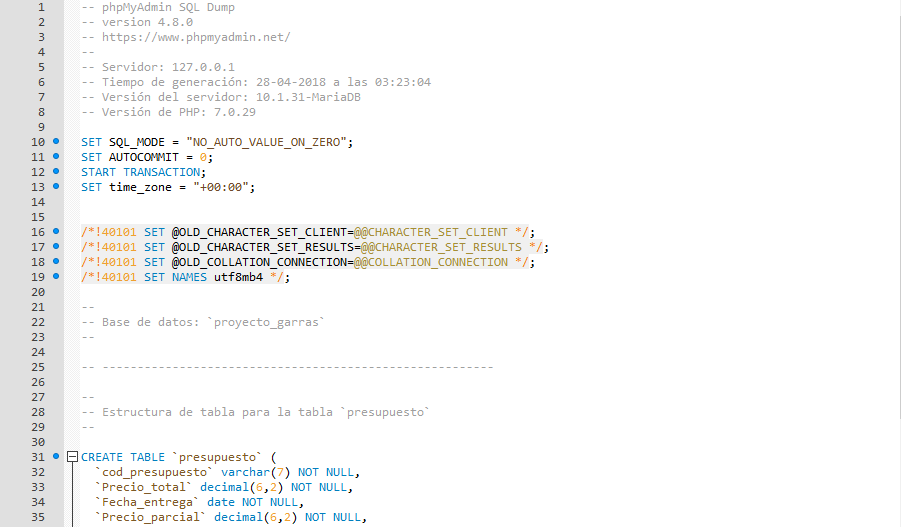 1 -- phpMyAdmin SQL Dump
2 -- version 4.8.0
3 -- https://www.phpmyadmin.net/
4 --
5 -- Servidor: 127.0.0.1
6 -- Tiempo de generación: 28-04-2018 a las 03:23:04
7 -- Versión del servidor: 10.1.31-MariaDB
8 -- Versión de PHP: 7.0.29
9
10 SET SQL_MODE = "NO_AUTO_VALUE_ON_ZERO";
11 SET AUTOCOMMIT = 0;
12 START TRANSACTION;
13 SET time_zone = "+00:00";
14
15
16 /*!40101 SET @OLD_CHARACTER_SET_CLIENT=@@CHARACTER_SET_CLIENT */;
17 /*!40101 SET @OLD_CHARACTER_SET_RESULTS=@@CHARACTER_SET_RESULTS */;
18 /*!40101 SET @OLD_COLLATION_CONNECTION=@@COLLATION_CONNECTION */;
19 /*!40101 SET NAMES utf8mb4 */;
20
21 --
22 -- Base de datos: `proyecto_garras`
23 --
24
25 -- --------------------------------------------------------
26
27 --
28 -- Estructura de tabla para la tabla `presupuesto`
29 --
30
31 CREATE TABLE `presupuesto` (
32 `cod_presupuesto` varchar(7) NOT NULL,
33 `Precio_total` decimal(6,2) NOT NULL,
34 `Fecha_entrega` date NOT NULL,
35 `Precio_parcial` decimal(6,2) NOT NULL,